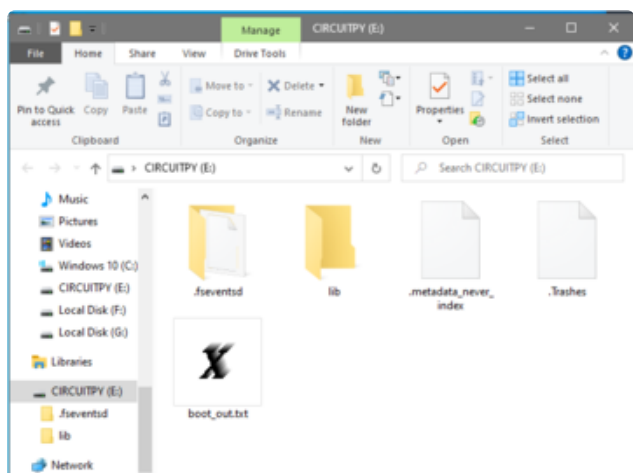 Manage CIRCUITPY (E:)
File Home Share View Drive Tools
Pin to Quick access
Copy
Paste
Clipboard
Move to
Copy to
Delete
Rename
Organize
New folder
New
Properties
Open
Select all
Select none
Invert selection
Select
CIRCUITPY (E:)
Search CIRCUITPY (E:)
Music
Pictures
Videos
Windows 10 (C:)
CIRCUITPY (E:)
Local Disk (F:)
Local Disk (G:)
Libraries
CIRCUITPY (E:)
.fseventsd
lib
Network
.fseventsd
lib
.metadata_never_
index
.Trashes
boot_out.txt